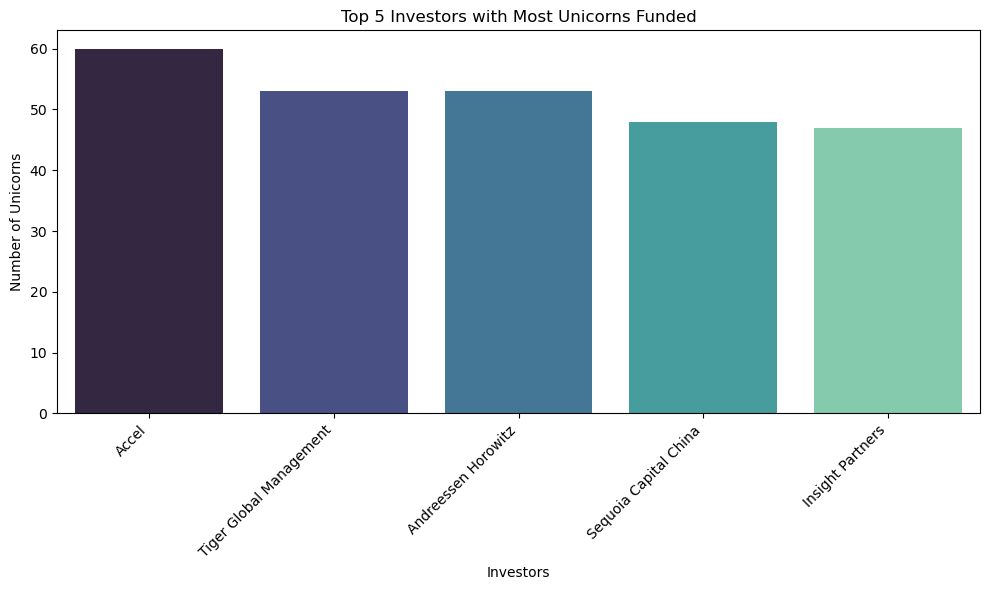 Top 5 Investors with Most Unicorns Funded
Number of Unicorns
60
50
40
30
20
10
0
Accel
Tiger Global Management
Andreessen Horowitz
Sequoia Capital China
Insight Partners
Investors